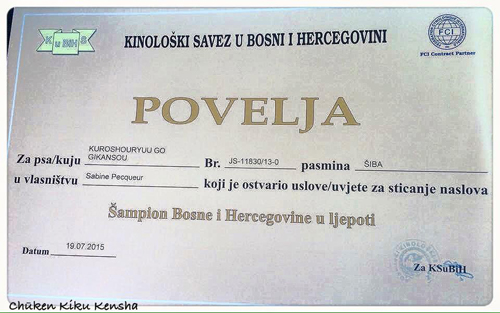 K u BiH S
KINOLOŠKI SAVEZ U BOSNI I HERCEGOVINI
FCI
FCI Contract Partner
POVELJA
Za psa/kuju KUROSHOURYUU GO GIKANSOU Br. JS-11830/13-0 pasmina ŠIBA
u vlasništvu Sabine Pecqueur koji je ostvario uslove/uvjete za sticanje naslova
Šampion Bosne i Hercegovine u ljepoti
Datum 19.07.2015
Za KSuBiH
Chūken Kiku Kensha